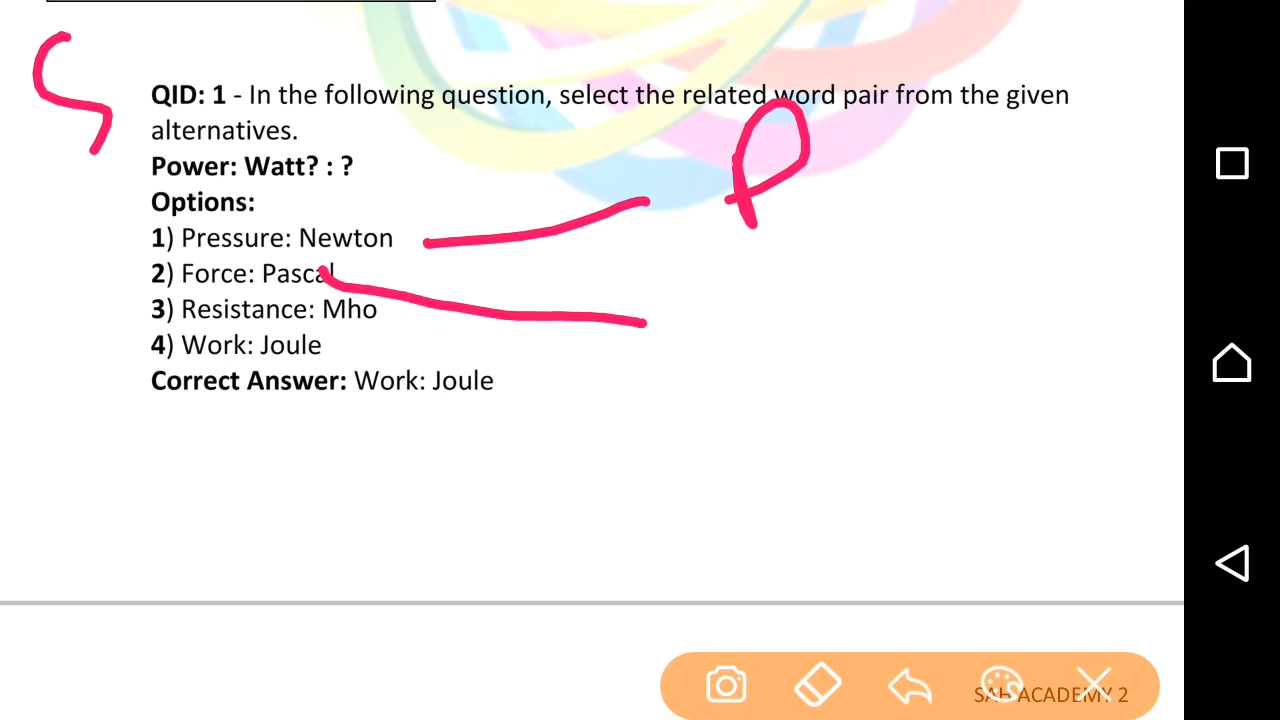 QID: 1 - In the following question, select the related word pair from the given
alternatives.
Power: Watt? : ?
Options:
1) Pressure: Newton
2) Force: Pascal
3) Resistance: Mho
4) Work: Joule
Correct Answer: Work: Joule
S
P
SAH ACADEMY 2